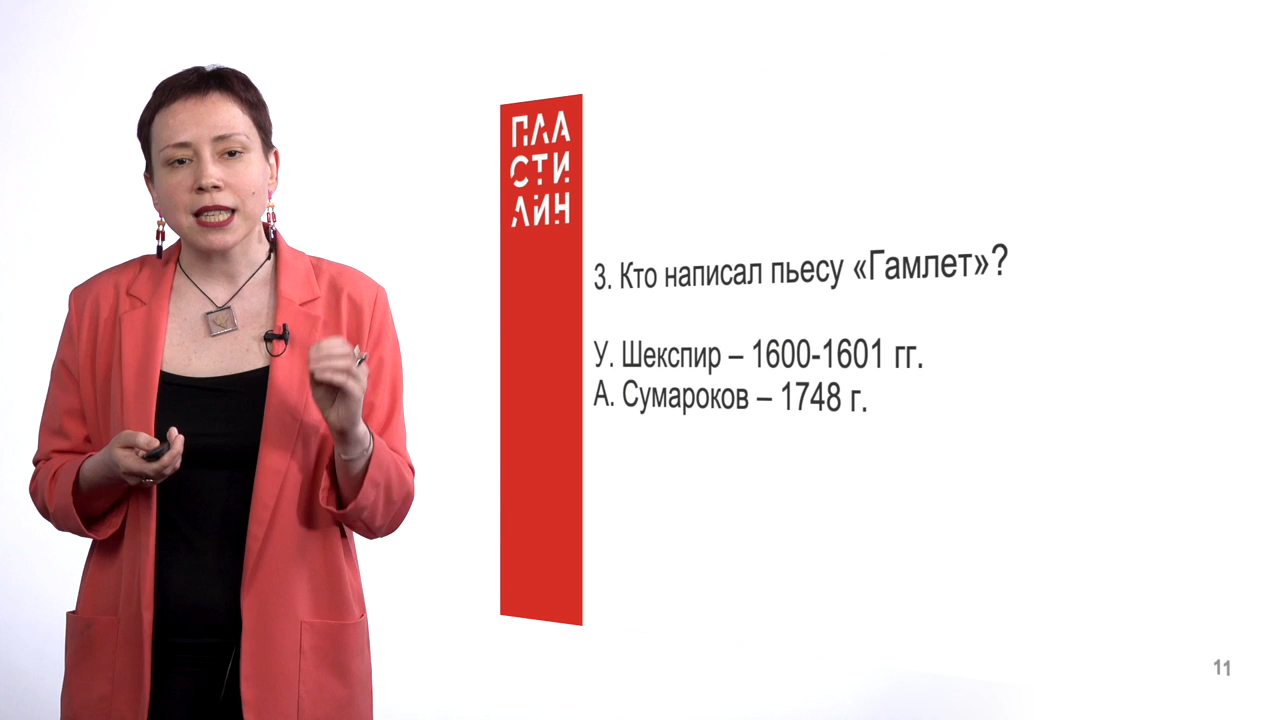 ПЛА
СТИ
ЛИН
3. Кто написал пьесу «Гамлет»?
У. Шекспир – 1600-1601 гг.
А. Сумароков – 1748 г.
11